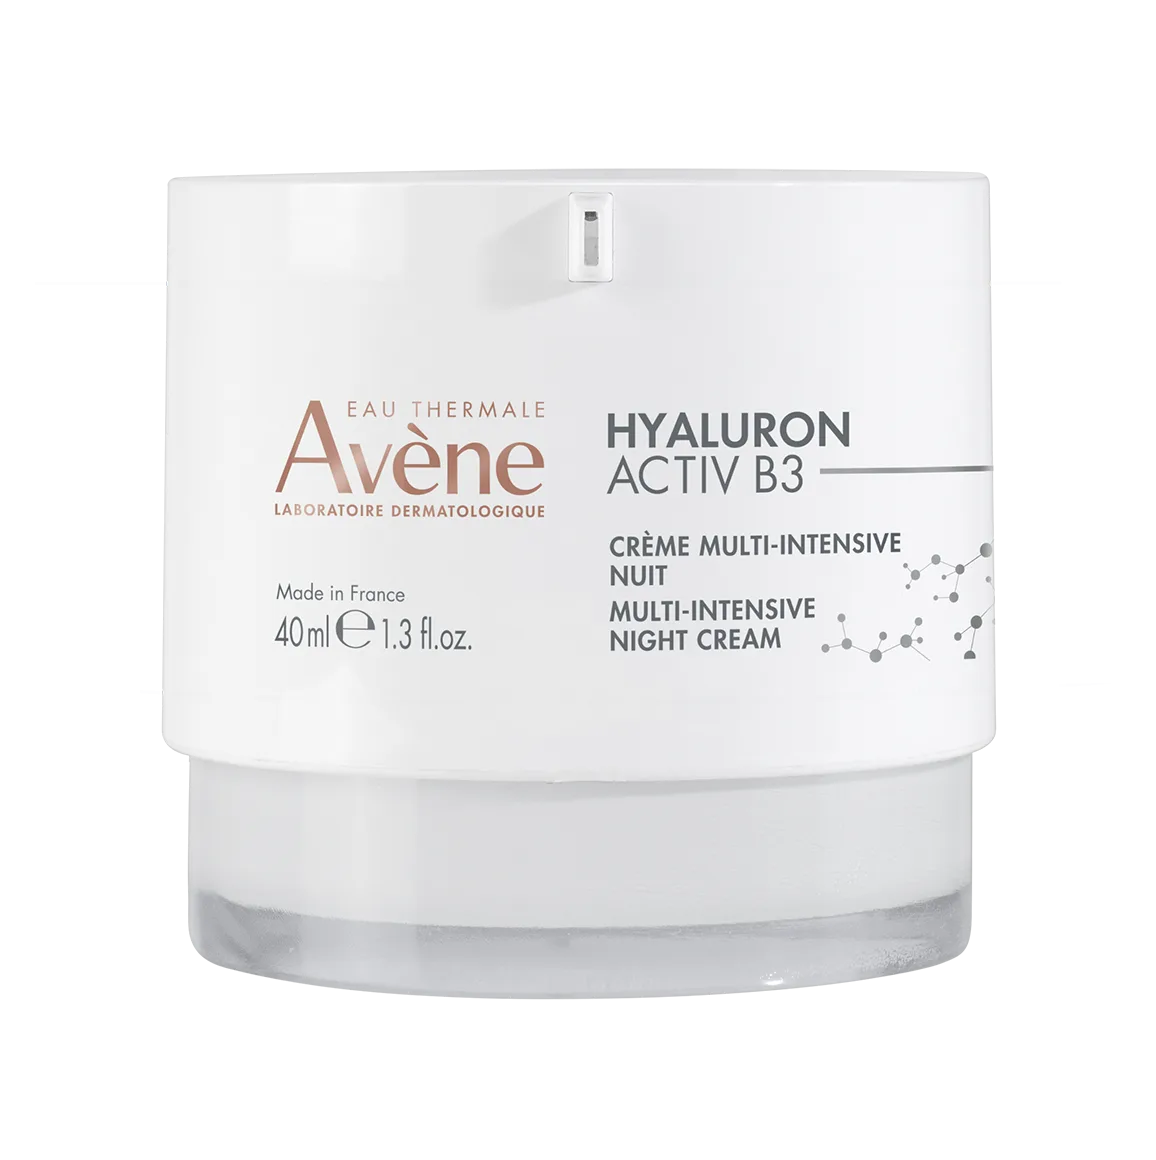 EAU THERMALE
Avène
LABORATOIRE DERMATOLOGIQUE
Made in France
40 ml ℮ 1.3 fl.oz.
HYALURON
ACTIV B3
CRÈME MULTI-INTENSIVE
NUIT
MULTI-INTENSIVE
NIGHT CREAM